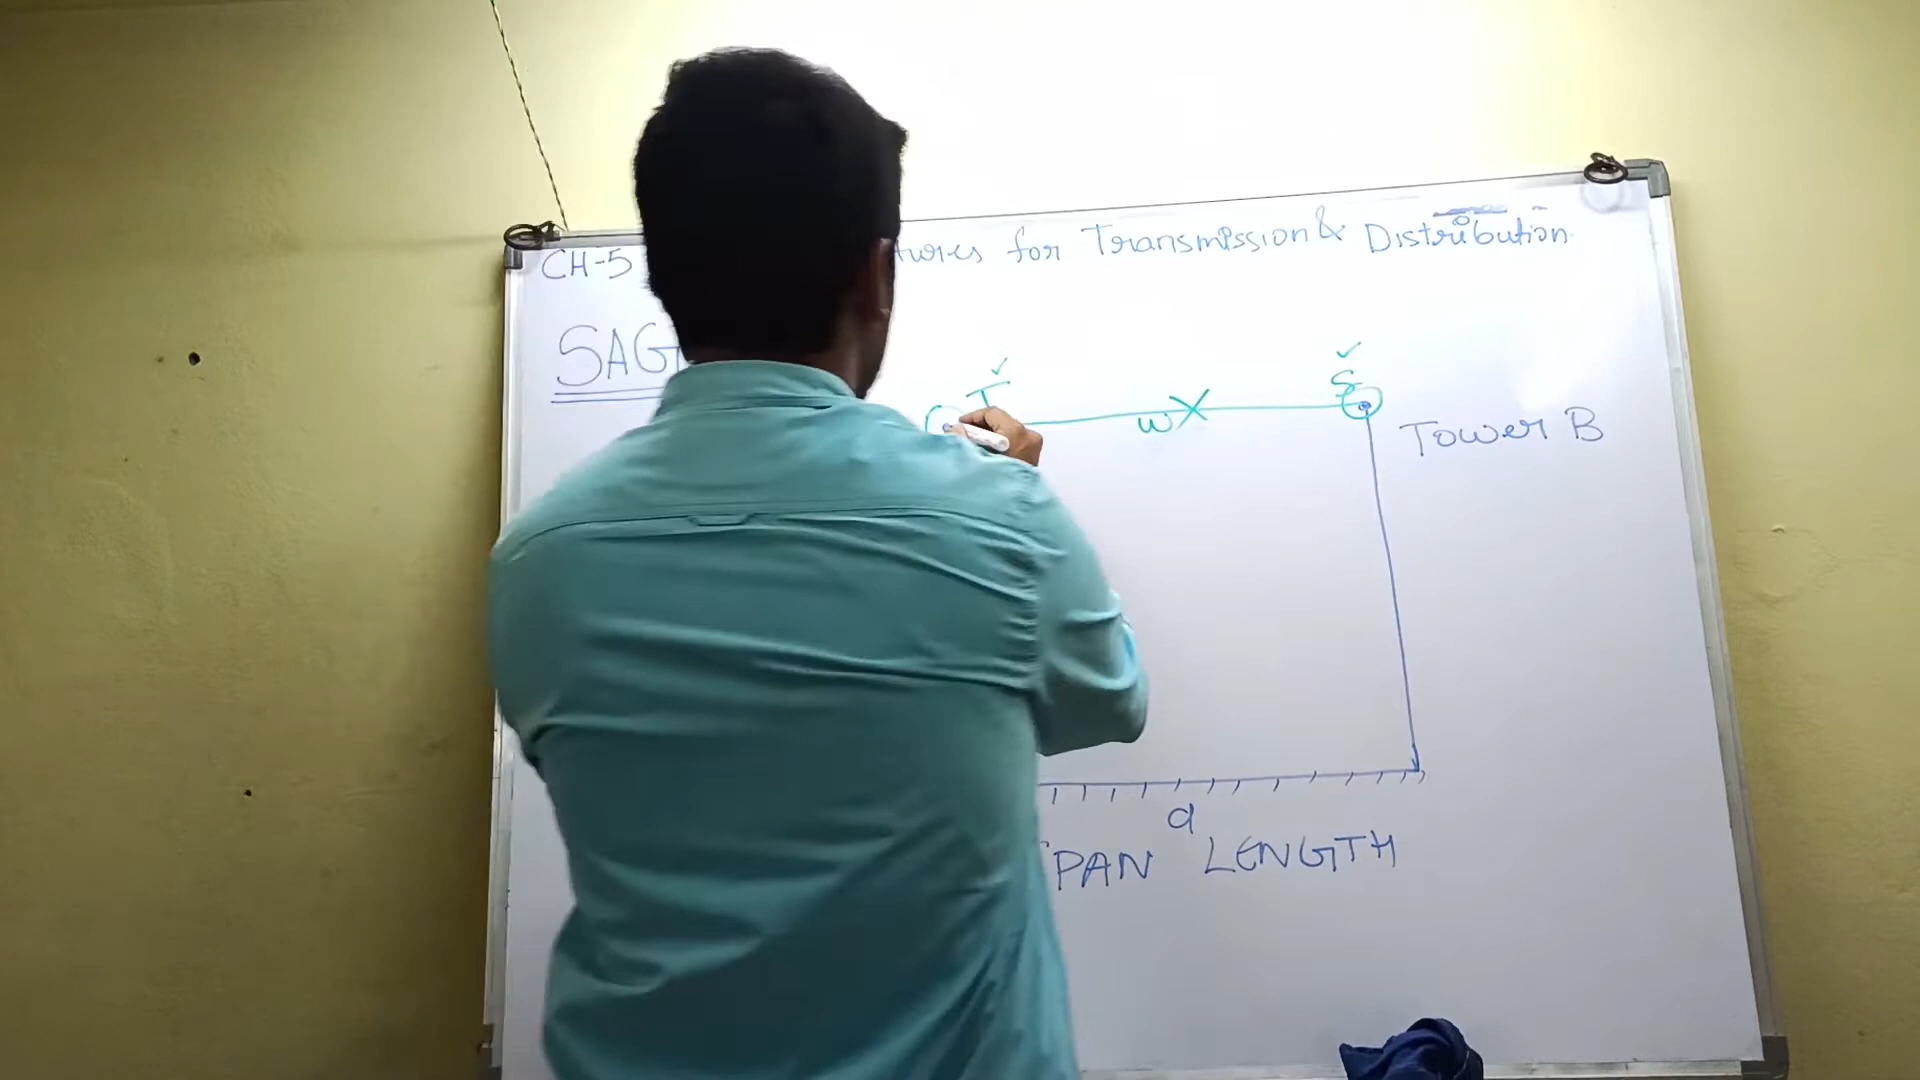 CH-5 tures for Transmission & Distribution
SAG
T S
w
Tower B
a
SPAN LENGTH